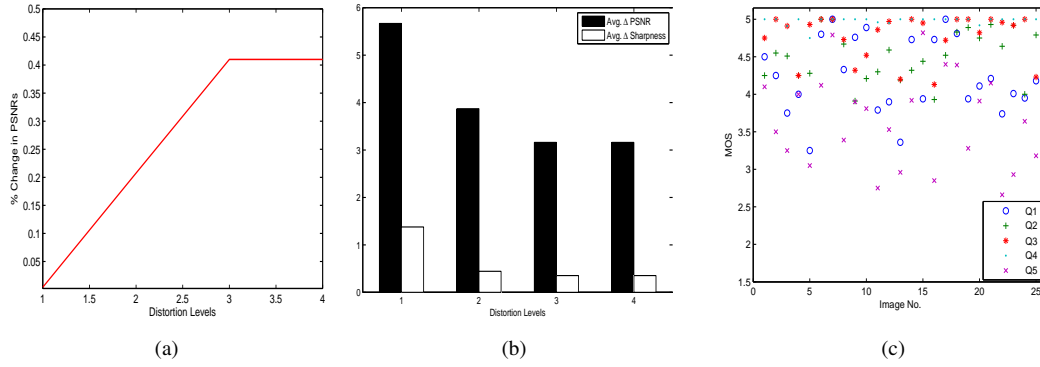 % Change in PSNRs
0.5
0.45
0.4
0.35
0.3
0.25
0.2
0.15
0.1
0.05
1
1.5
2
2.5
3
3.5
4
Distortion Levels
(a)
6
5
4
3
2
1
0
Avg. Δ PSNR
Avg. Δ Sharpness
1
2
3
4
Distortion Levels
(b)
MOS
5
4.5
4
3.5
3
2.5
2
1.5
Q1
Q2
Q3
Q4
Q5
0
5
10
15
20
25
Image No.
(c)